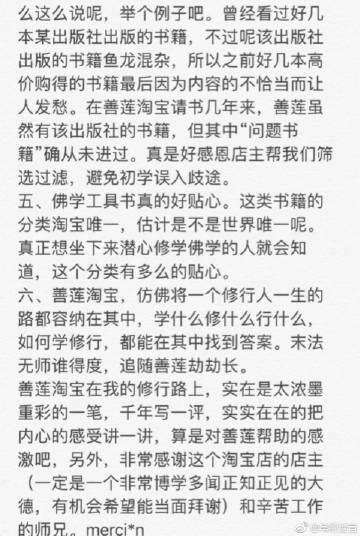 么这么说呢，举个例子吧。曾经看过好几
本某出版社出版的书籍，不过呢该出版社
出版的书籍鱼龙混杂，所以之前好几本高
价购得的书籍最后因为内容的不恰当而让
人发愁。在善莲淘宝请书几年来，善莲虽
然有该出版社的书籍，但其中“问题书
籍”确从未进过。真是好感恩店主帮我们筛
选过滤，避免初学误入歧途。
五、佛学工具书真的好贴心。这类书籍的
分类淘宝唯一，估计是不是世界唯一呢。
真正想坐下来潜心修学佛学的人就会知
道，这个分类有多么的贴心。
六、善莲淘宝，仿佛将一个修行人一生的
路都容纳在其中，学什么修什么行什么，
如何学修行，都能在其中找到答案。末法
无师谁得度，追随善莲劫劫长。
善莲淘宝在我的修行路上，实在是太浓墨
重彩的一笔，千年写一评，实实在在的把
内心的感受讲一讲，算是对善莲帮助的感
激吧，另外，非常感谢这个淘宝店的店主
（一定是一个非常博学多闻正知正见的大
德，有机会希望能当面拜谢）和辛苦工作
的师兄。merci*n